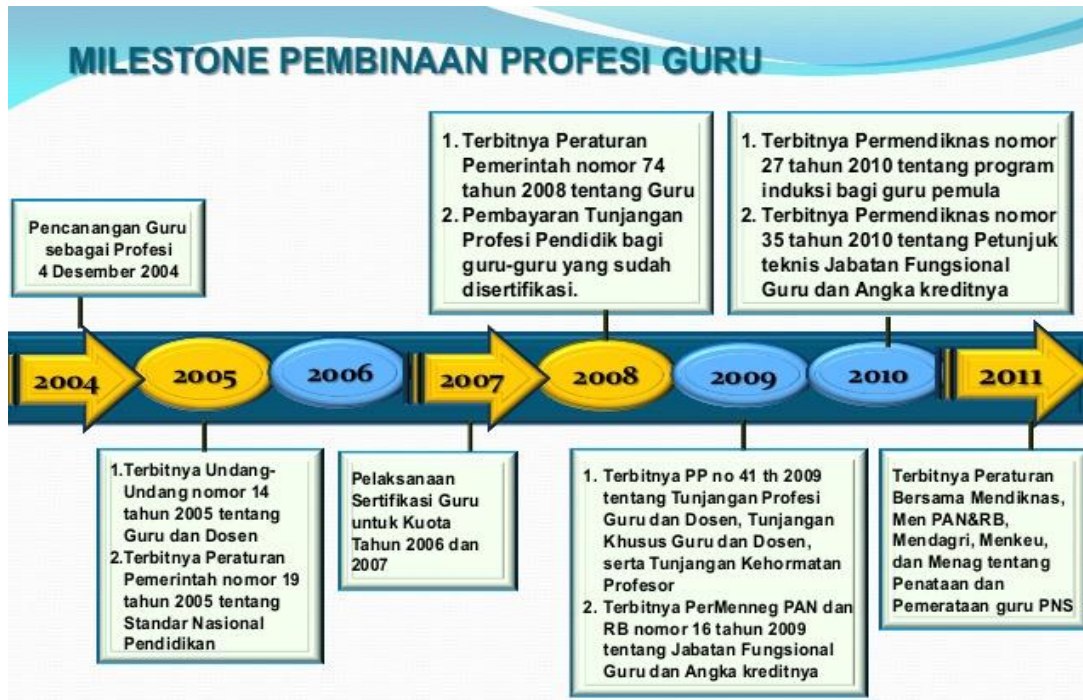 MILESTONE PEMBINAAN PROFESI GURU
Pencanangan Guru
sebagai Profesi
4 Desember 2004
1. Terbitnya Peraturan
Pemerintah nomor 74
tahun 2008 tentang Guru
2. Pembayaran Tunjangan
Profesi Pendidik bagi
guru-guru yang sudah
disertifikasi.
1. Terbitnya Permendiknas nomor
27 tahun 2010 tentang program
induksi bagi guru pemula
2. Terbitnya Permendiknas nomor
35 tahun 2010 tentang Petunjuk
teknis Jabatan Fungsional
Guru dan Angka kreditnya
2004
2005
2006
2007
2008
2009
2010
2011
1.Terbitnya Undang-
Undang nomor 14
tahun 2005 tentang
Guru dan Dosen
2.Terbitnya Peraturan
Pemerintah nomor 19
tahun 2005 tentang
Standar Nasional
Pendidikan
Pelaksanaan
Sertifikasi Guru
untuk Kuota
Tahun 2006 dan
2007
1. Terbitnya PP no 41 th 2009
tentang Tunjangan Profesi
Guru dan Dosen, Tunjangan
Khusus Guru dan Dosen,
serta Tunjangan Kehormatan
Profesor
2. Terbitnya PerMenneg PAN dan
RB nomor 16 tahun 2009
tentang Jabatan Fungsional
Guru dan Angka kreditnya
Terbitnya Peraturan
Bersama Mendiknas,
Men PAN&RB,
Mendagri, Menkeu,
dan Menag tentang
Penataan dan
Pemerataan guru PNS